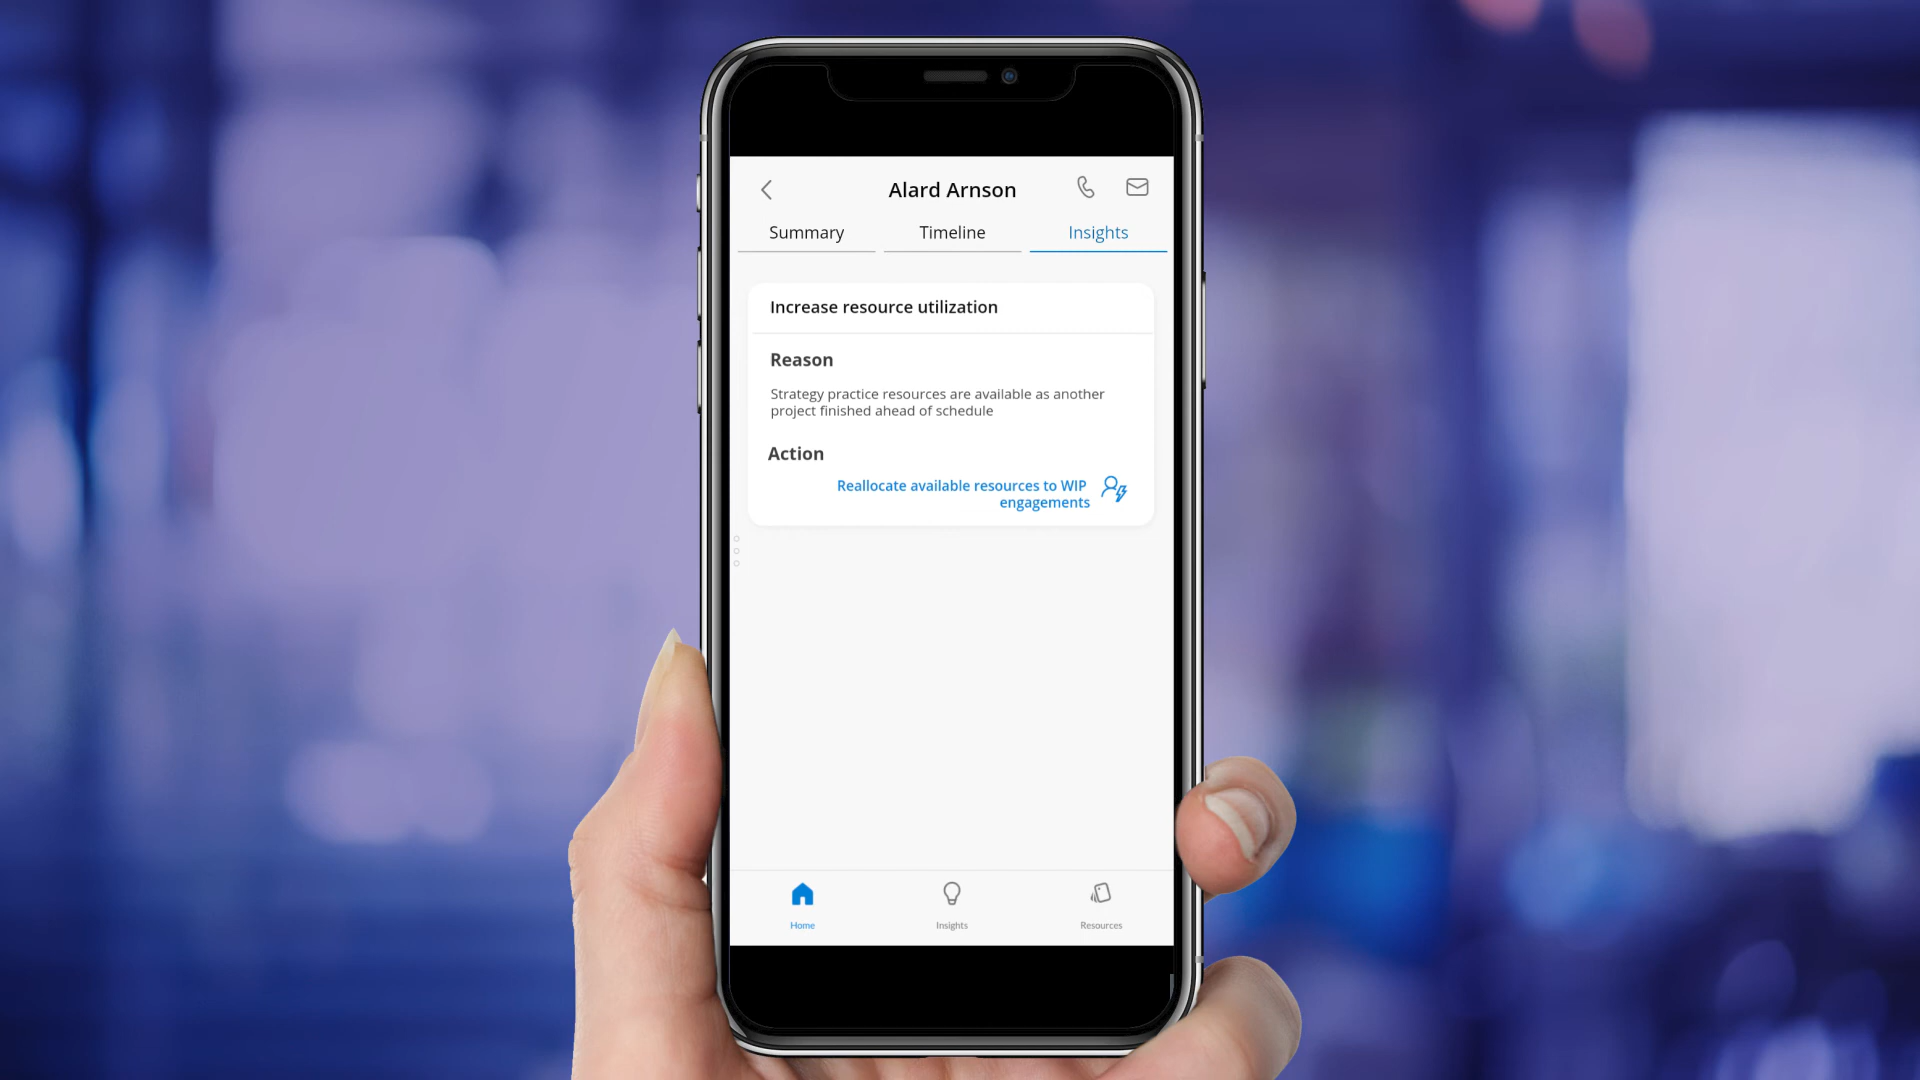 Alard Arnson
Summary
Timeline
Insights
Increase resource utilization
Reason
Strategy practice resources are available as another
project finished ahead of schedule
Action
Reallocate available resources to WIP
engagements
Home
Insights
Resources